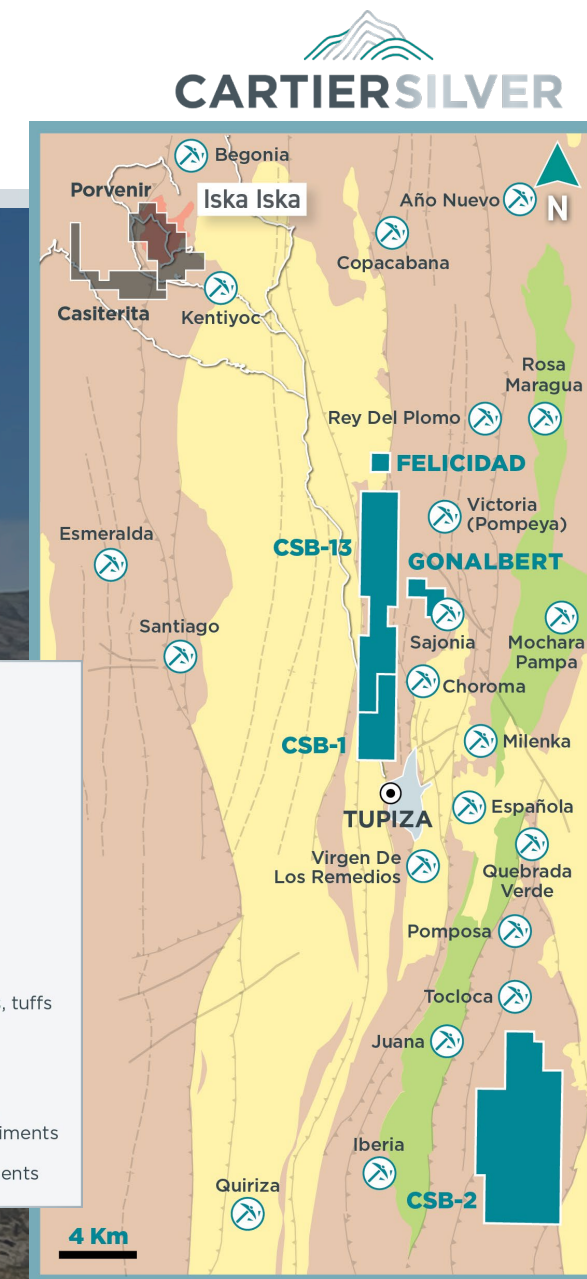 CARTIERSILVER
Begonia
Porvenir
Iska Iska
Año Nuevo
N
Copacabana
Casiterita
Kentiyoc
Rosa
Maragua
Rey Del Plomo
FELICIDAD
Victoria
(Pompeya)
CSB-13
GONALBERT
Esmeralda
Santiago
Sajonia
Mochara
Pampa
Choroma
CSB-1
Milenka
TUPIZA
Española
Virgen De
Los Remedios
Quebrada
Verde
Pomposa
Tocloca
, tuffs
Juana
iments
Iberia
ents
Quiriza
CSB-2
4 Km